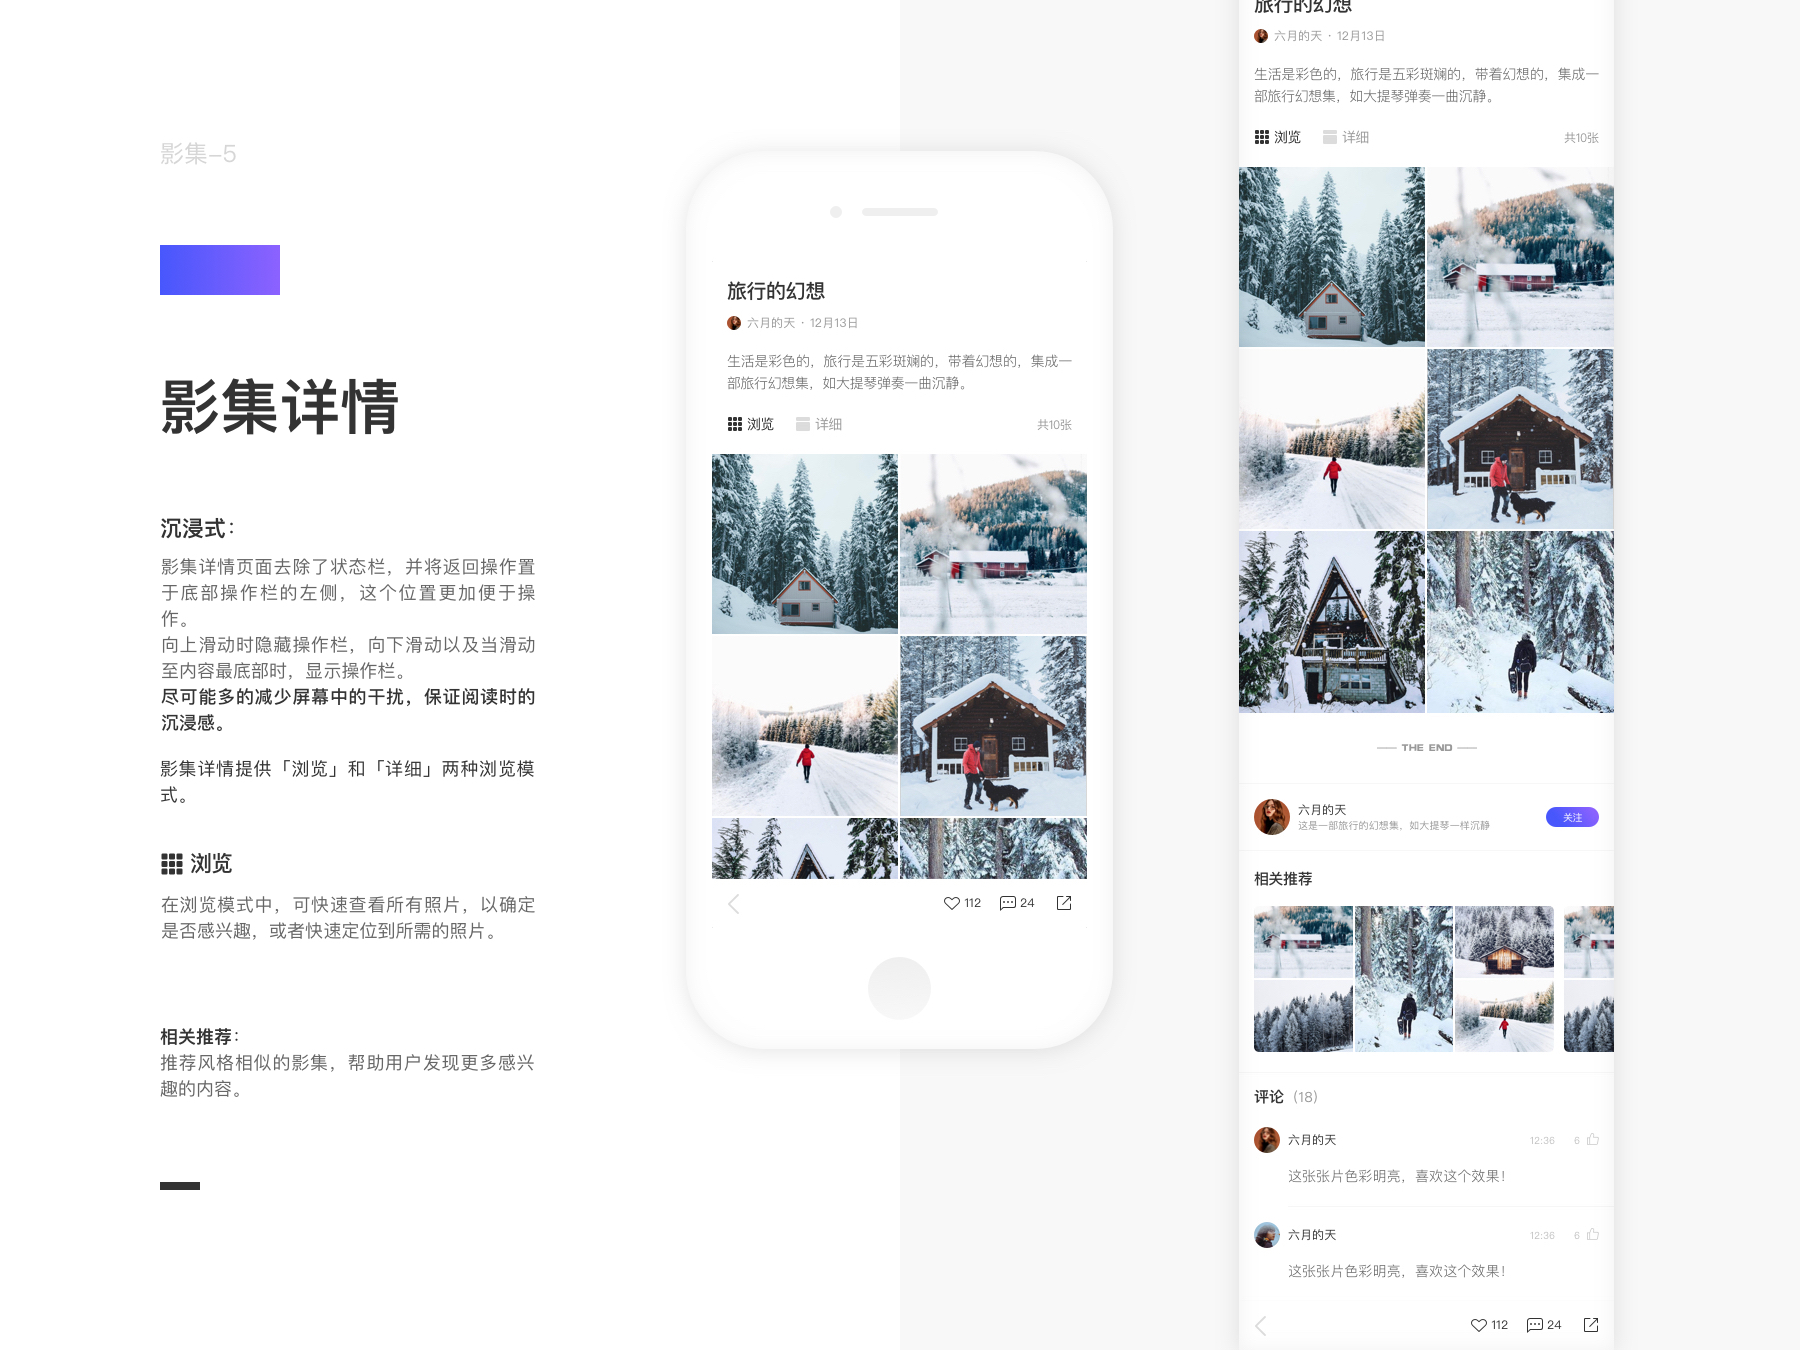 影集–5
影集详情
沉浸式：
影集详情页面去除了状态栏，并将返回操作置
于底部操作栏的左侧，这个位置更加便于操
作。
向上滑动时隐藏操作栏，向下滑动以及当滑动
至内容最底部时，显示操作栏。
尽可能多的减少屏幕中的干扰，保证阅读时的
沉浸感。
影集详情提供「浏览」和「详细」两种浏览模
式。
浏览
在浏览模式中，可快速查看所有照片，以确定
是否感兴趣，或者快速定位到所需的照片。
相关推荐：
推荐风格相似的影集，帮助用户发现更多感兴
趣的内容。
旅行的幻想
六月的天 · 12月13日
生活是彩色的，旅行是五彩斑斓的，带着幻想的，集成一
部旅行幻想集，如大提琴弹奏一曲沉静。
浏览 详细 共10张
112 24
旅行的幻想
六月的天 · 12月13日
生活是彩色的，旅行是五彩斑斓的，带着幻想的，集成一
部旅行幻想集，如大提琴弹奏一曲沉静。
浏览 详细 共10张
THE END
六月的天
这是一部旅行的幻想集，如大提琴一样沉静
关注
相关推荐
评论 (18)
六月的天 12:36 6
这张张片色彩明亮，喜欢这个效果！
六月的天 12:36 6
这张张片色彩明亮，喜欢这个效果！
112 24